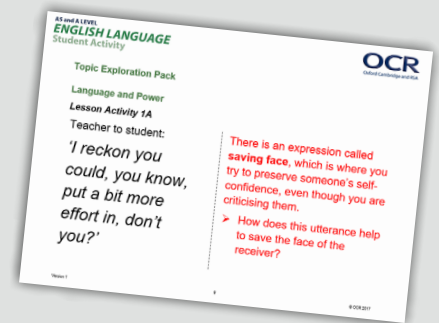 AS and A LEVEL
ENGLISH LANGUAGE
Student Activity
OCR
Oxford Cambridge and RSA
Topic Exploration Pack
Language and Power
Lesson Activity 1A
Teacher to student:
‘I reckon you
could, you know,
put a bit more
effort in, don’t
you?’
There is an expression called
saving face, which is where you
try to preserve someone’s self-
confidence, even though you are
criticising them.
➤ How does this utterance help
to save the face of the
receiver?
Version 1
© OCR 2017